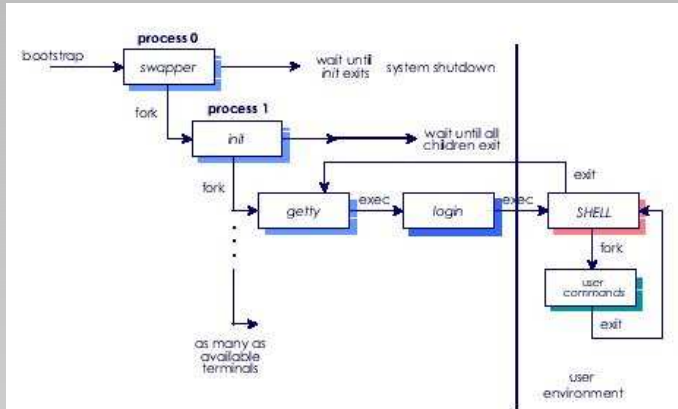 process 0
bootstrap
swapper
wait until
init exits
system shutdown
fork
process 1
init
wait until all
children exit
fork
exit
getty
exec
login
exec
SHELL
fork
user
commands
exit
as many as
available
terminals
user
environment